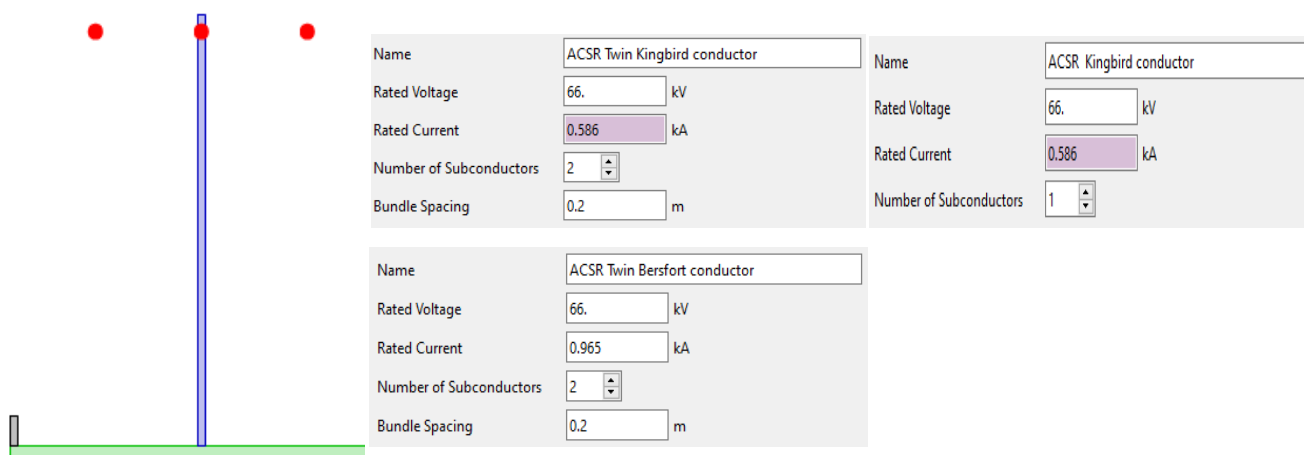 Name ACSR Twin Kingbird conductor
Rated Voltage 66. kV
Rated Current 0.586 kA
Number of Subconductors 2
Bundle Spacing 0.2 m
Name ACSR Kingbird conductor
Rated Voltage 66. kV
Rated Current 0.586 kA
Number of Subconductors 1
Name ACSR Twin Bersfort conductor
Rated Voltage 66. kV
Rated Current 0.965 kA
Number of Subconductors 2
Bundle Spacing 0.2 m